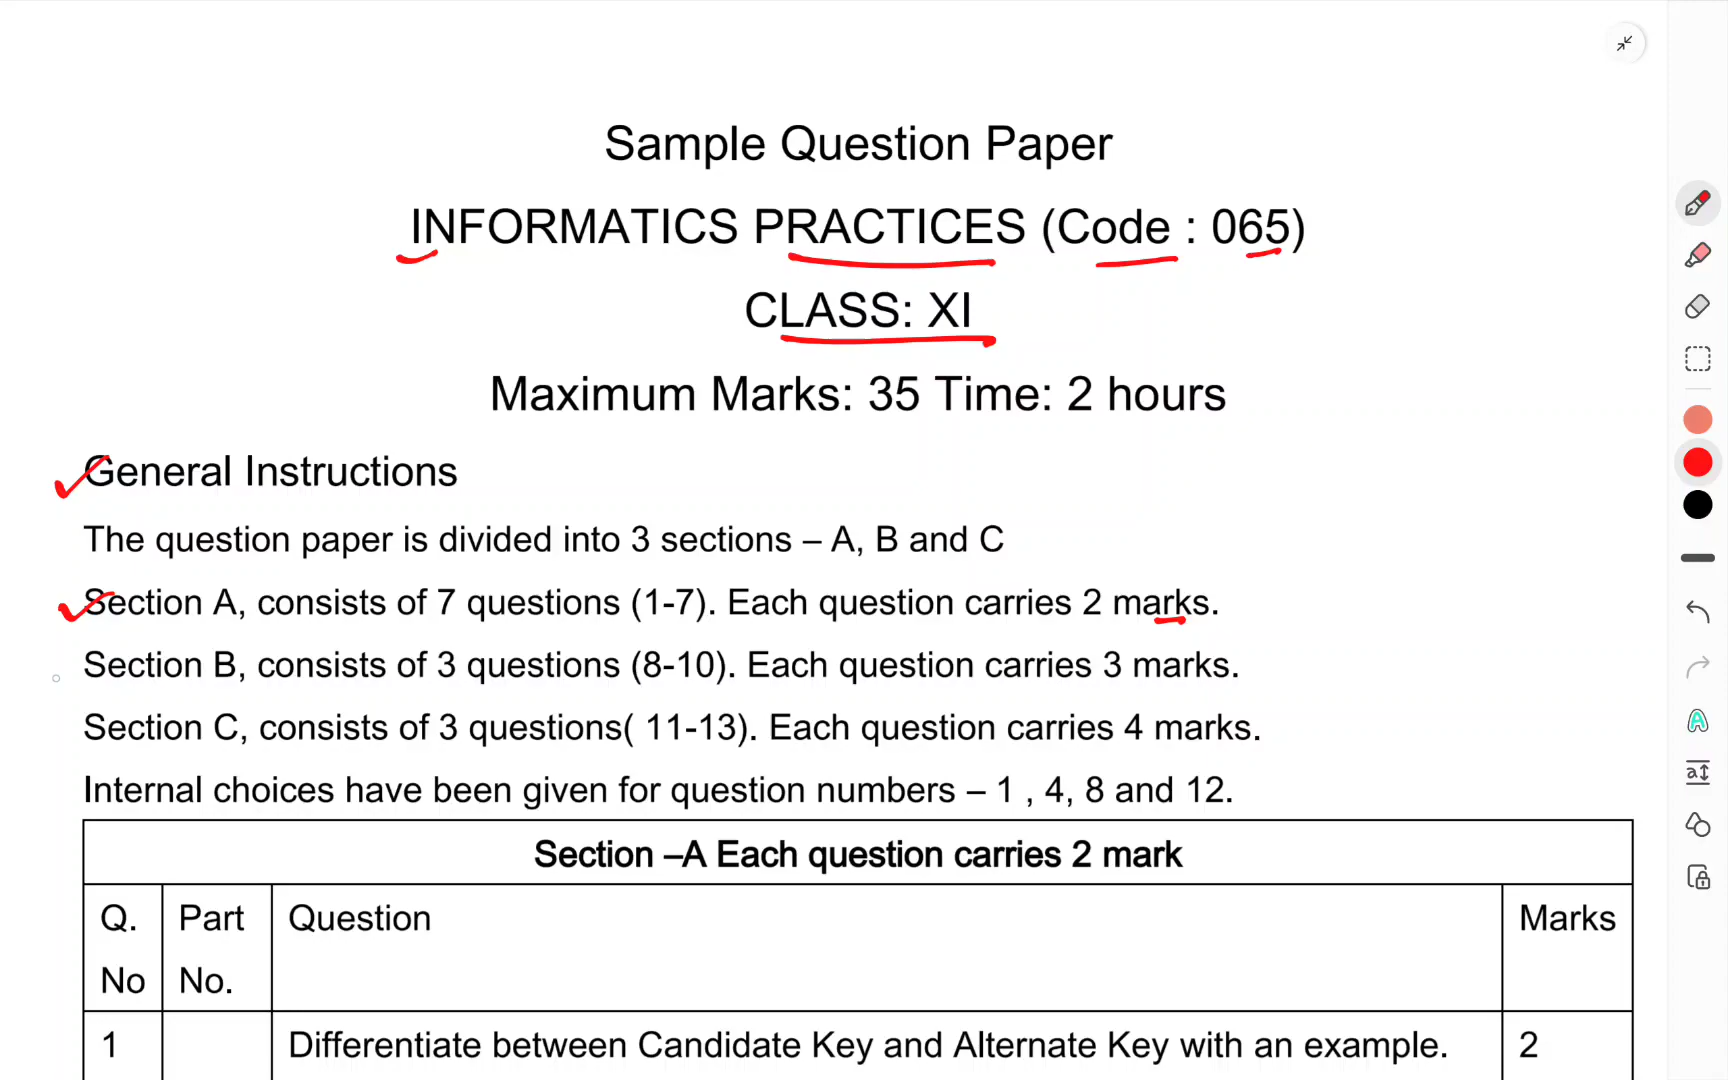 Sample Question Paper
INFORMATICS PRACTICES (Code : 065)
CLASS: XI
Maximum Marks: 35 Time: 2 hours
General Instructions
The question paper is divided into 3 sections – A, B and C
Section A, consists of 7 questions (1-7). Each question carries 2 marks.
Section B, consists of 3 questions (8-10). Each question carries 3 marks.
Section C, consists of 3 questions( 11-13). Each question carries 4 marks.
Internal choices have been given for question numbers – 1 , 4, 8 and 12.
Section –A Each question carries 2 mark
Q. No Part No. Question Marks
1 Differentiate between Candidate Key and Alternate Key with an example. 2